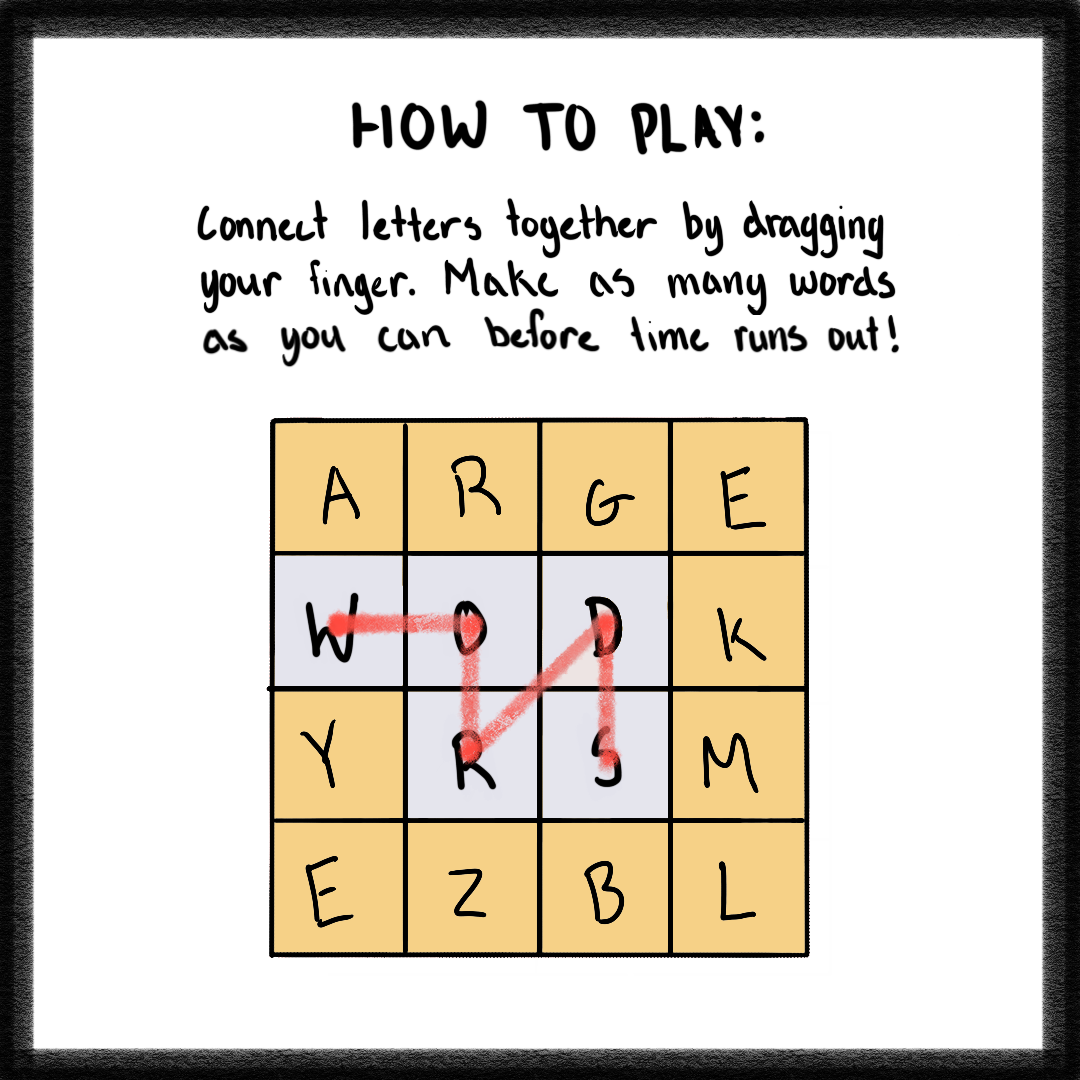 HOW TO PLAY:
Connect letters together by dragging
your finger. Make as many words
as you can before time runs out!
A R G E
W O D K
Y R S M
E Z B L